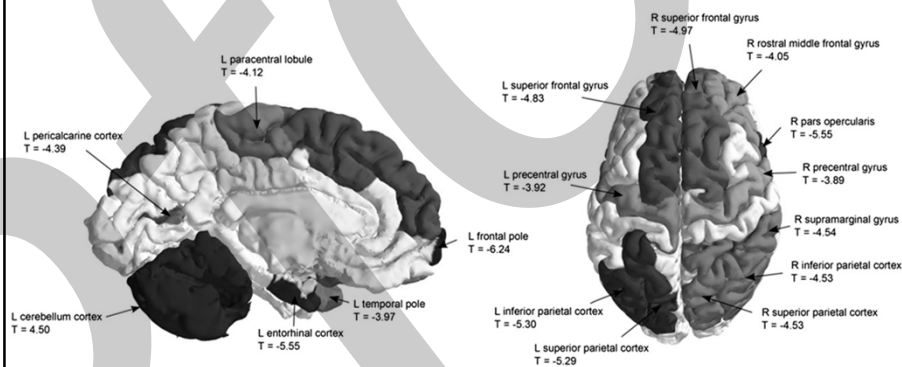 L paracentral lobule
T = -4.12
L pericalcarine cortex
T = -4.39
L frontal pole
T = -6.24
L temporal pole
T = -3.97
L entorhinal cortex
T = -5.55
L cerebellum cortex
T = 4.50
R superior frontal gyrus
T = -4.97
R rostral middle frontal gyrus
T = -4.05
L superior frontal gyrus
T = -4.83
R pars opercularis
T = -5.55
L precentral gyrus
T = -3.92
R precentral gyrus
T = -3.89
R supramarginal gyrus
T = -4.54
R inferior parietal cortex
T = -4.53
L inferior parietal cortex
T = -5.30
R superior parietal cortex
T = -4.53
L superior parietal cortex
T = -5.29